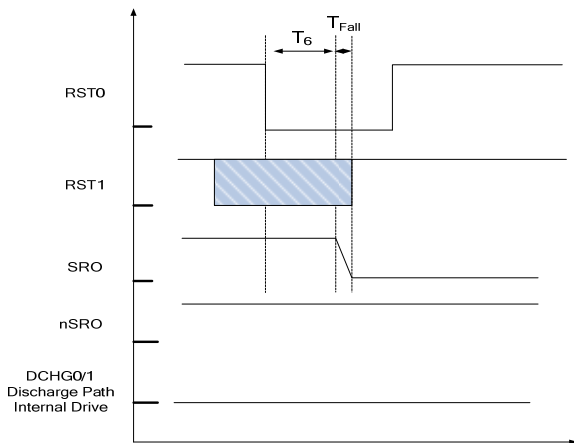 T6
TFall
RST0
RST1
SRO
nSRO
DCHG0/1
Discharge Path
Internal Drive